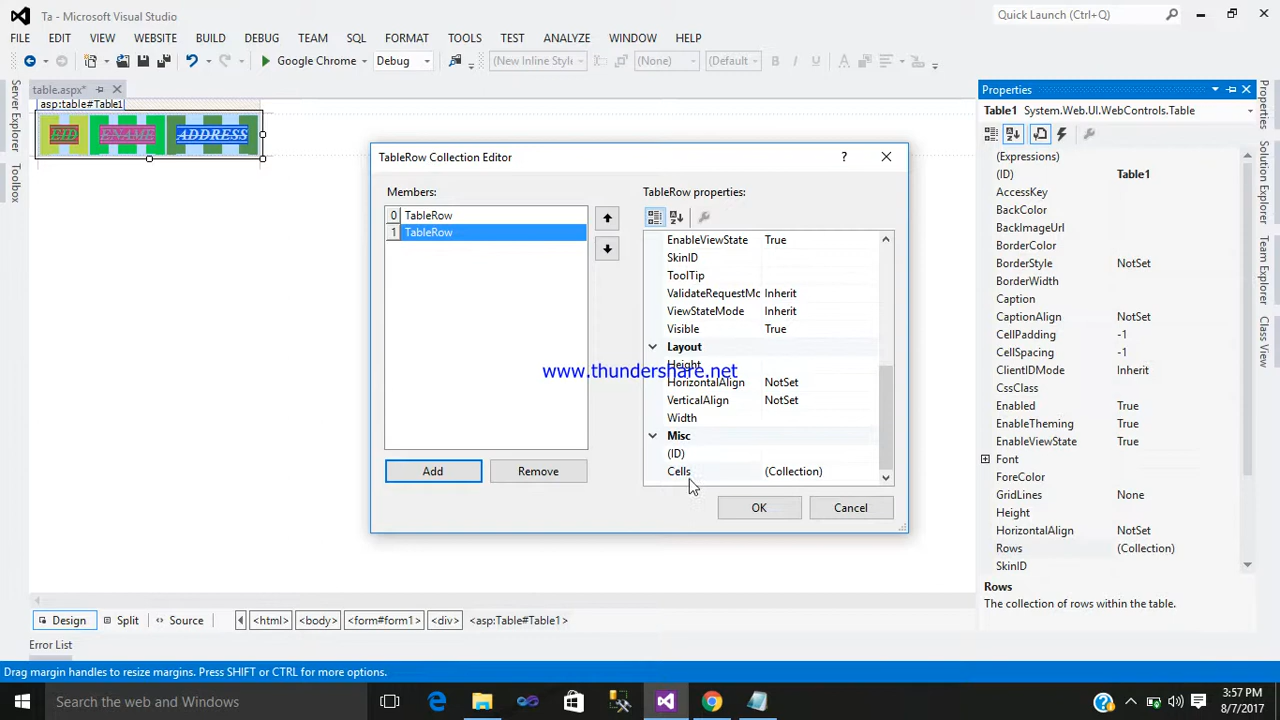 Ta - Microsoft Visual Studio
Quick Launch (Ctrl+Q)
FILE EDIT VIEW WEBSITE BUILD DEBUG TEAM SQL FORMAT TOOLS TEST ANALYZE WINDOW HELP
Google Chrome Debug (New Inline Style (None) (Default B I U A
table.aspx*
asp:table#Table1
EID ENAME ADDRESS
Server Explorer
Toolbox
TableRow Collection Editor
Members:
0 TableRow
1 TableRow
Add Remove
TableRow properties:
EnableViewState True
SkinID
ToolTip
ValidateRequestMo Inherit
ViewStateMode Inherit
Visible True
Layout
Height
www.thundershare.net
HorizontalAlign NotSet
VerticalAlign NotSet
Width
Misc
(ID)
Cells (Collection)
OK Cancel
Properties
Table1 System.Web.UI.WebControls.Table
(Expressions)
(ID) Table1
AccessKey
BackColor
BackImageUrl
BorderColor
BorderStyle NotSet
BorderWidth
Caption
CaptionAlign NotSet
CellPadding -1
CellSpacing -1
ClientIDMode Inherit
CssClass
Enabled True
EnableTheming True
EnableViewState True
Font
ForeColor
GridLines None
Height
HorizontalAlign NotSet
Rows (Collection)
SkinID
Rows
The collection of rows within the table.
Properties
Solution Explorer
Team Explorer
Class View
Design Split Source <html> <body> <form#form1> <div> <asp:Table#Table1>
Error List
Drag margin handles to resize margins. Press SHIFT or CTRL for more options.
Search the web and Windows
3:57 PM
8/7/2017